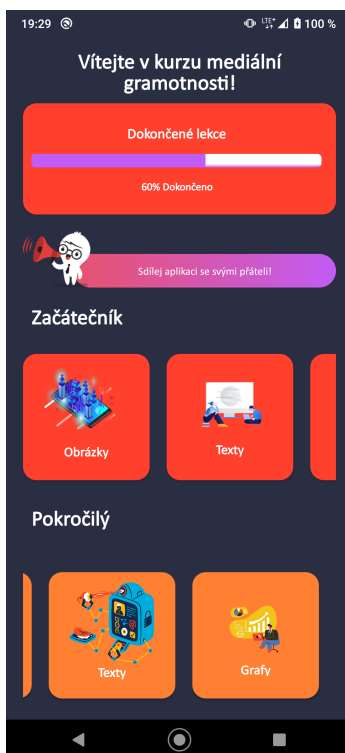 19:29 LTE+ 100 %
Vítejte v kurzu mediální
gramotnosti!
Dokončené lekce
60% Dokončeno
Sdílej aplikaci se svými přáteli!
Začátečník
Obrázky
Texty
Pokročilý
Texty
Grafy